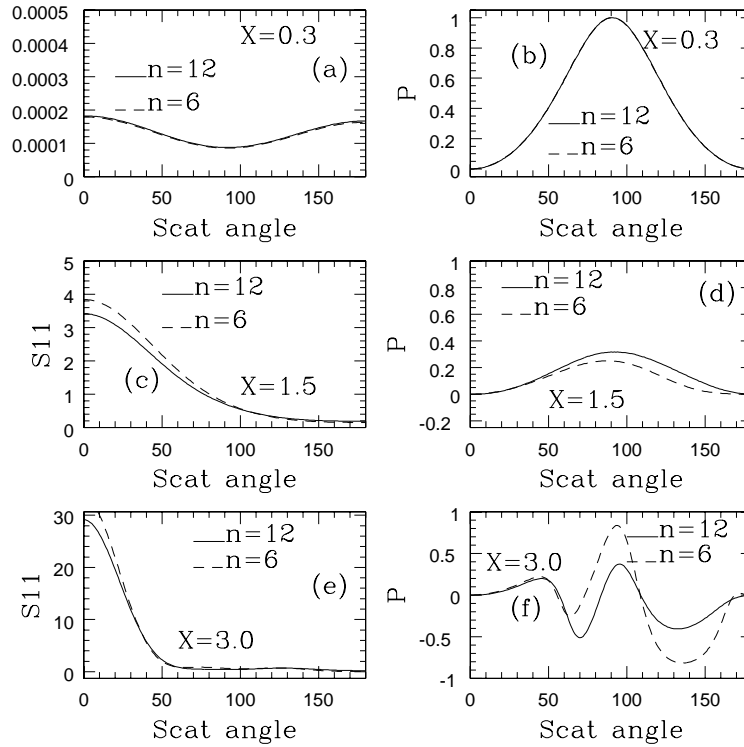 0.0005
0.0004
0.0003
0.0002
0.0001
0
X=0.3
(a)
n=12
n=6
0 50 100 150
Scat angle
1
0.8
0.6
0.4
0.2
0
P
(b)
X=0.3
n=12
n=6
0 50 100 150
Scat angle
5
4
3
2
1
0
S11
n=12
n=6
(c)
X=1.5
0 50 100 150
Scat angle
1
0.8
0.6
0.4
0.2
0
-0.2
P
n=12
n=6
(d)
X=1.5
0 50 100 150
Scat angle
30
20
10
0
S11
n=12
n=6
(e)
X=3.0
0 50 100 150
Scat angle
1
0.5
0
-0.5
-1
P
n=12
n=6
X=3.0
(f)
0 50 100 150
Scat angle